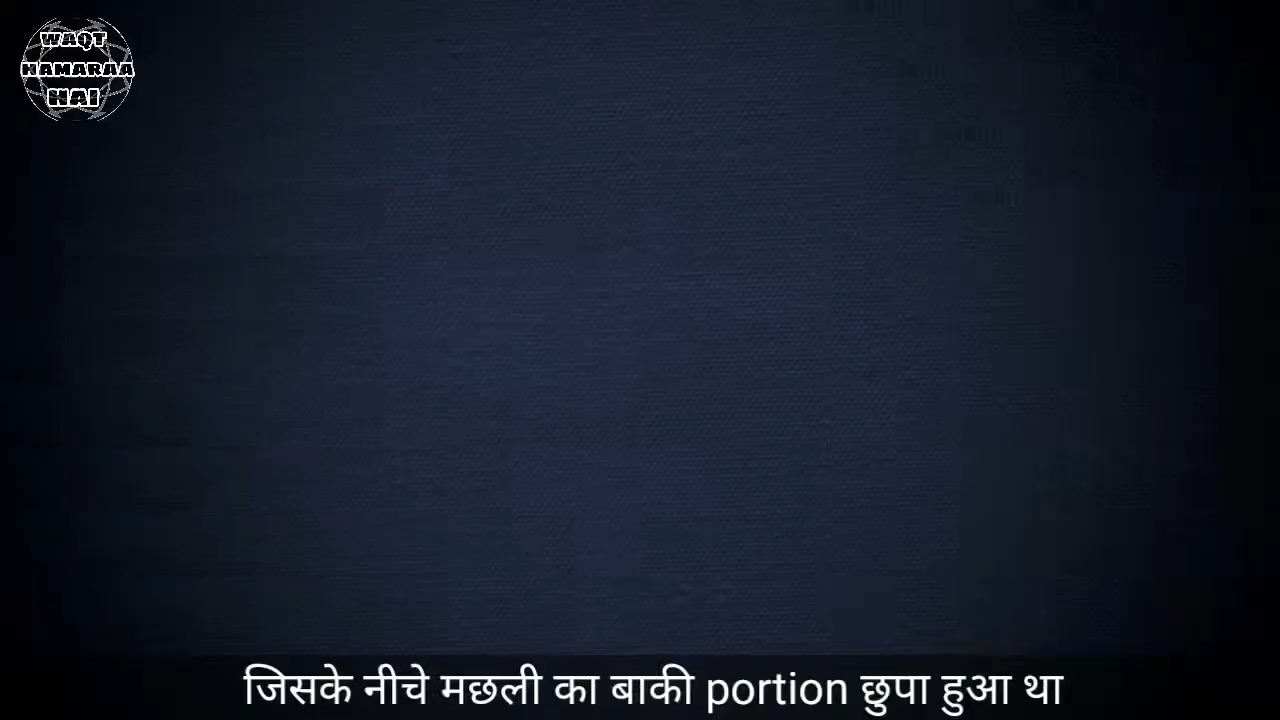 WAQT
HAMARAA
HAI
जिसके नीचे मछली का बाकी portion छुपा हुआ था